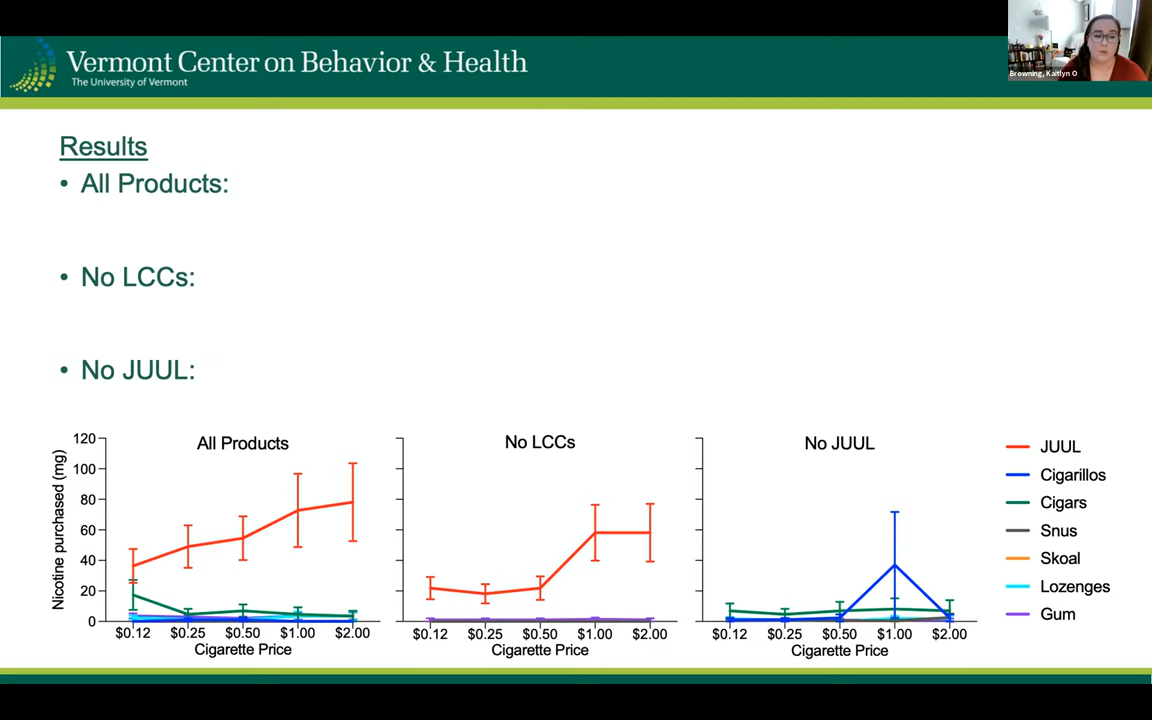 Vermont Center on Behavior & Health
The University of Vermont
Browning, Kaitlyn O
Results
• All Products:
• No LCCs:
• No JUUL:
Nicotine purchased (mg)
120
100
80
60
40
20
0
All Products
$0.12 $0.25 $0.50 $1.00 $2.00
Cigarette Price
No LCCs
$0.12 $0.25 $0.50 $1.00 $2.00
Cigarette Price
No JUUL
$0.12 $0.25 $0.50 $1.00 $2.00
Cigarette Price
JUUL
Cigarillos
Cigars
Snus
Skoal
Lozenges
Gum